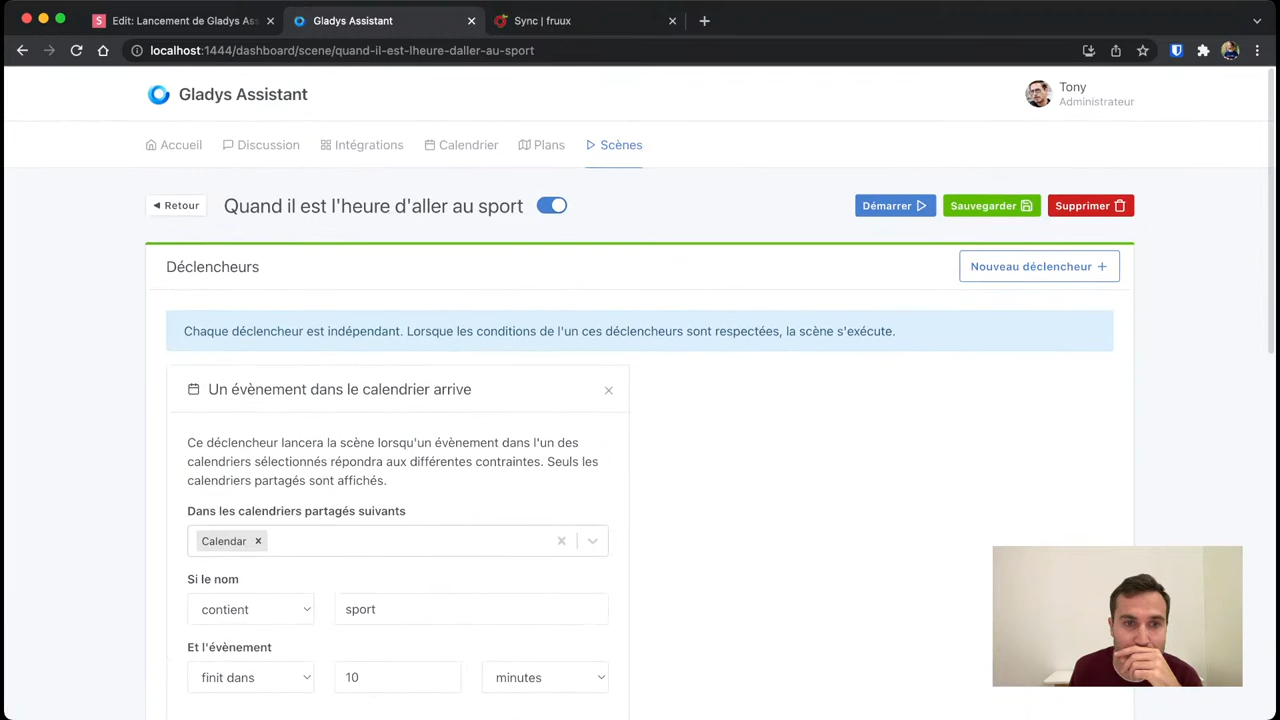 Edit: Lancement de Gladys Ass
Gladys Assistant
Sync | fruux
localhost:1444/dashboard/scene/quand-il-est-lheure-daller-au-sport
Gladys Assistant
Tony
Administrateur
Accueil
Discussion
Intégrations
Calendrier
Plans
Scènes
Retour
Quand il est l'heure d'aller au sport
Démarrer
Sauvegarder
Supprimer
Déclencheurs
Nouveau déclencheur
Chaque déclencheur est indépendant. Lorsque les conditions de l'un ces déclencheurs sont respectées, la scène s'exécute.
Un évènement dans le calendrier arrive
Ce déclencheur lancera la scène lorsqu'un évènement dans l'un des
calendriers sélectionnés répondra aux différentes contraintes. Seuls les
calendriers partagés sont affichés.
Dans les calendriers partagés suivants
Calendar
Si le nom
contient
sport
Et l'évènement
finit dans
10
minutes